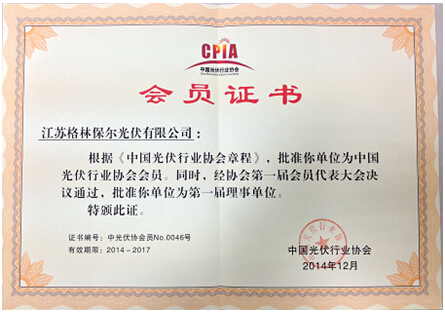 CPIA
中国光伏行业协会
会员证书
江苏格林保尔光伏有限公司：
根据《中国光伏行业协会章程》，批准你单位为中国
光伏行业协会会员。同时，经协会第一届会员代表大会决
议通过，批准你单位为第一届理事单位。
特颁此证。
证书编号：中光伏协会员No.0046号
有效期限：2014－2017
中国光伏行业协会
2014年12月